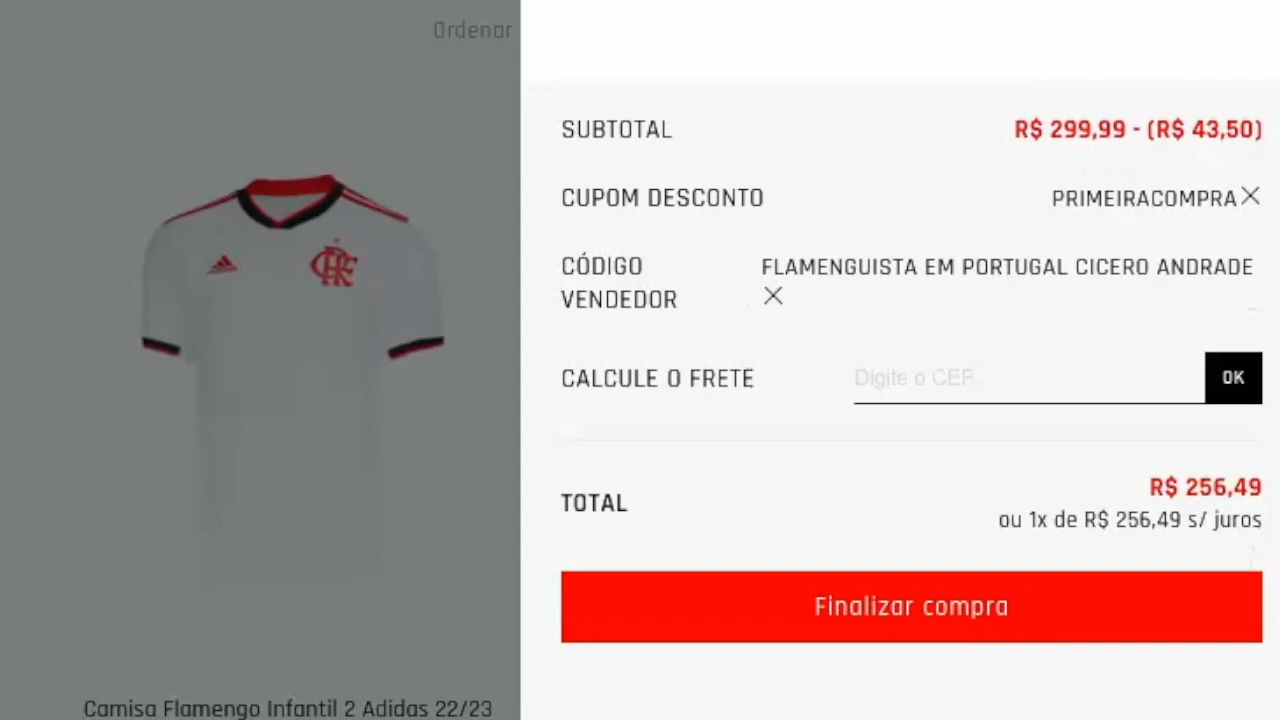 Ordenar
SUBTOTAL R$ 299,99 - (R$ 43,50)
CUPOM DESCONTO PRIMEIRACOMPRA
CÓDIGO VENDEDOR
FLAMENGUISTA EM PORTUGAL CICERO ANDRADE
CALCULE O FRETE Digite o CEP OK
TOTAL
R$ 256,49
ou 1x de R$ 256,49 s/ juros
Finalizar compra
Camisa Flamengo Infantil 2 Adidas 22/23